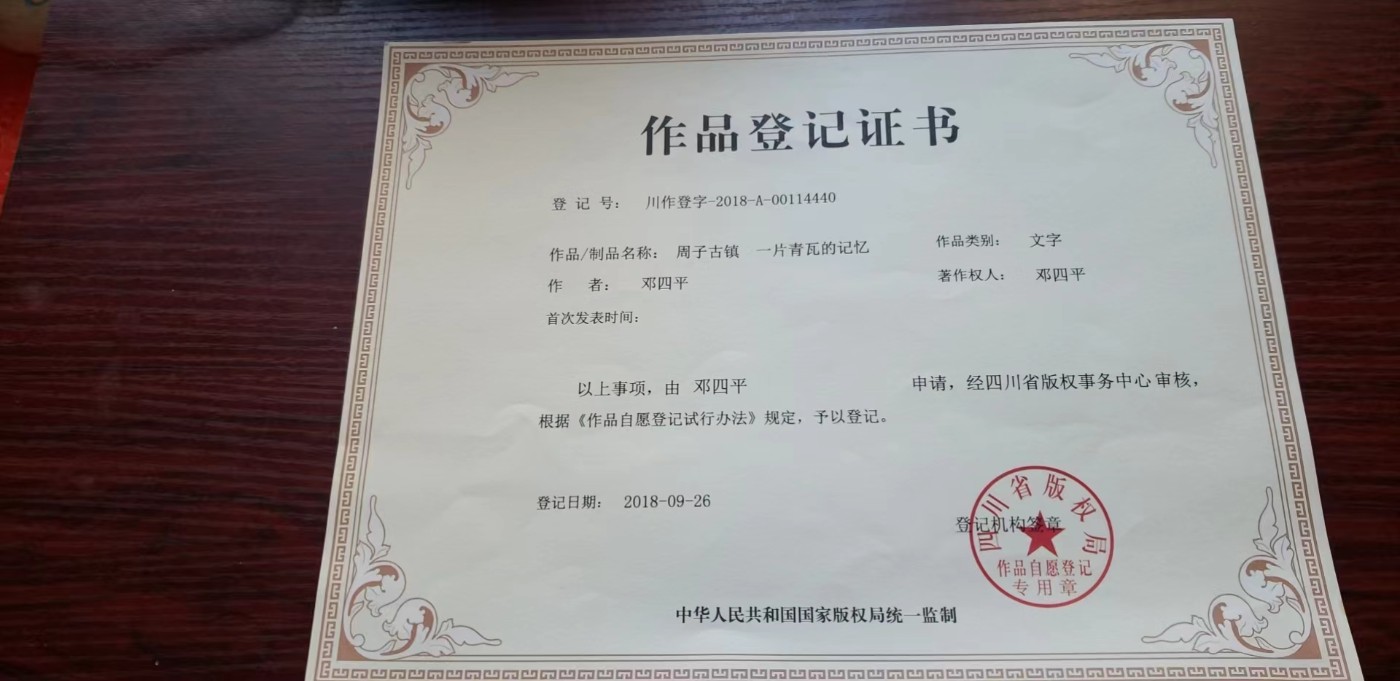 作品登记证书
登 记 号： 川作登字-2018-A-00114440
作品/制品名称： 周子古镇 一片青瓦的记忆 作品类别： 文字
作 者： 邓四平 著作权人： 邓四平
首次发表时间：
以上事项，由 邓四平 申请，经四川省版权事务中心审核，
根据《作品自愿登记试行办法》规定，予以登记。
登记日期： 2018-09-26
登记机构签章
四川省版权局
作品自愿登记
专用章
中华人民共和国国家版权局统一监制